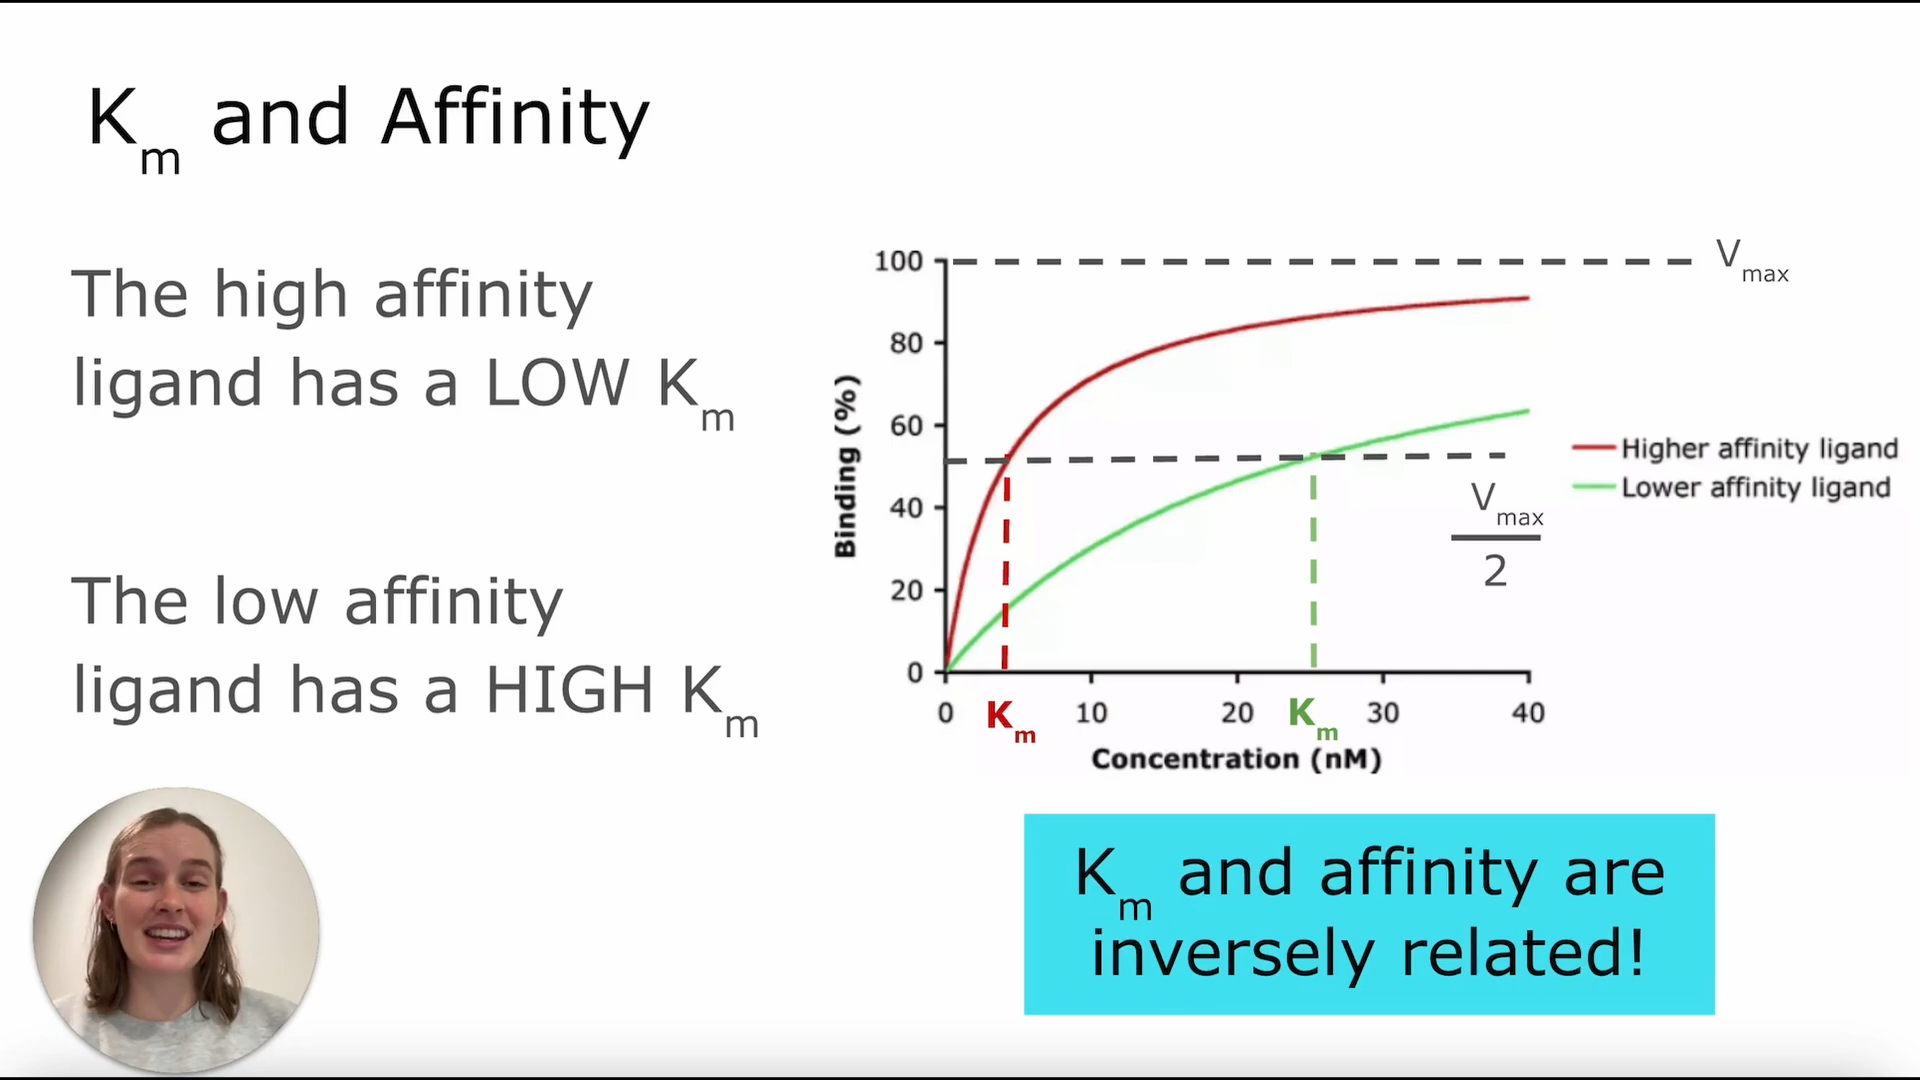 Km and Affinity
The high affinity
ligand has a LOW Km
The low affinity
ligand has a HIGH Km
Vmax
100
80
60
40
20
0
Binding (%)
Higher affinity ligand
Lower affinity ligand
Vmax
2
0 Km 10 20 Km 30 40
Concentration (nM)
Km and affinity are
inversely related!